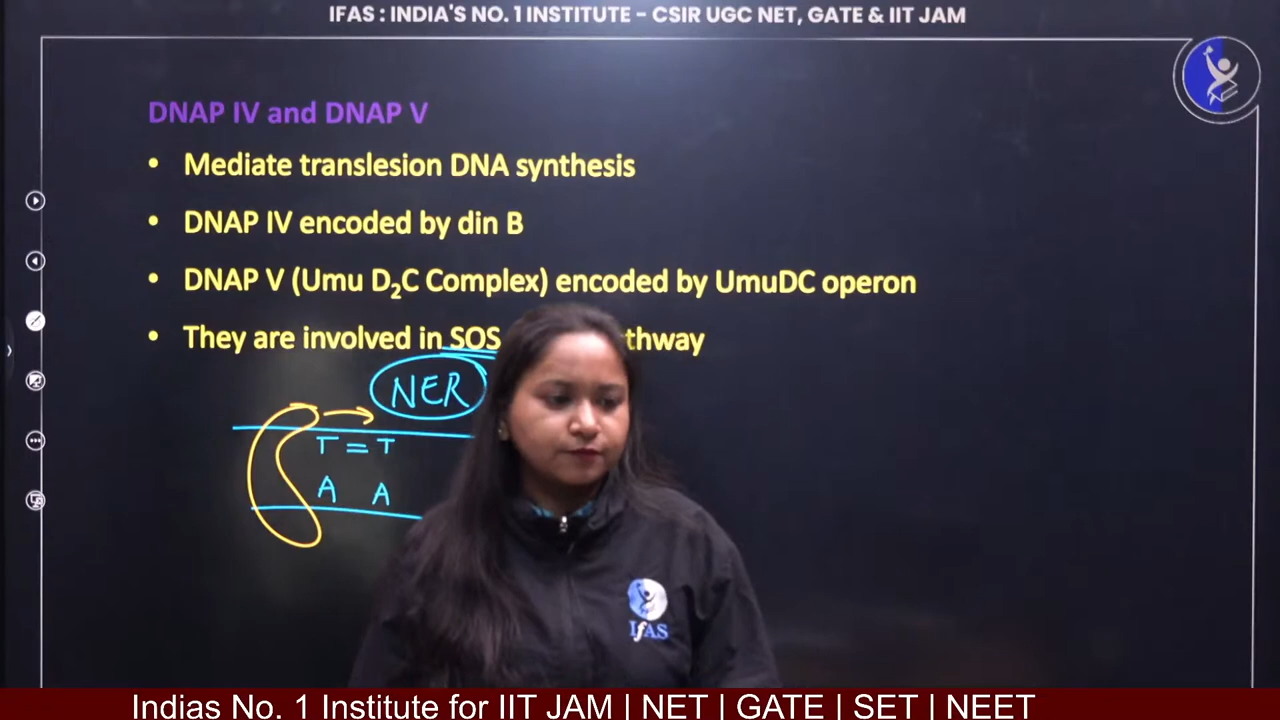 IFAS : INDIA'S NO. 1 INSTITUTE – CSIR UGC NET, GATE & IIT JAM
DNAP IV and DNAP V
• Mediate translesion DNA synthesis
• DNAP IV encoded by din B
• DNAP V (Umu D₂C Complex) encoded by UmuDC operon
• They are involved in SOS thway
NER
T = T
A A
IfAS
Indias No. 1 Institute for IIT JAM | NET | GATE | SET | NEET